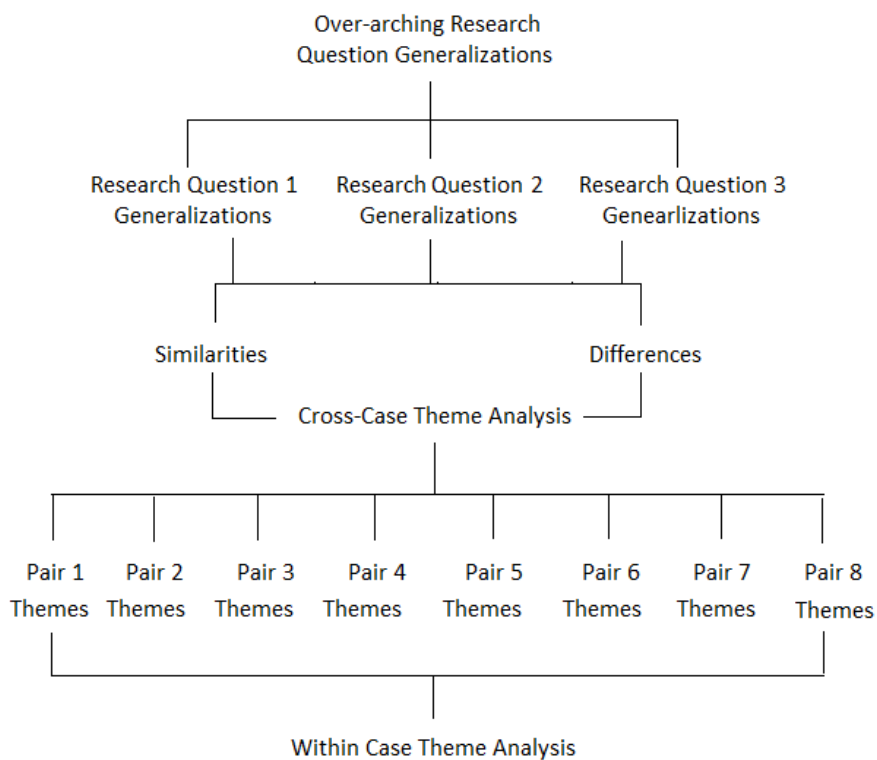 Over-arching Research
Question Generalizations
Research Question 1
Generalizations
Research Question 2
Generalizations
Research Question 3
Genearlizations
Similarities
Differences
Cross-Case Theme Analysis
Pair 1
Themes
Pair 2
Themes
Pair 3
Themes
Pair 4
Themes
Pair 5
Themes
Pair 6
Themes
Pair 7
Themes
Pair 8
Themes
Within Case Theme Analysis